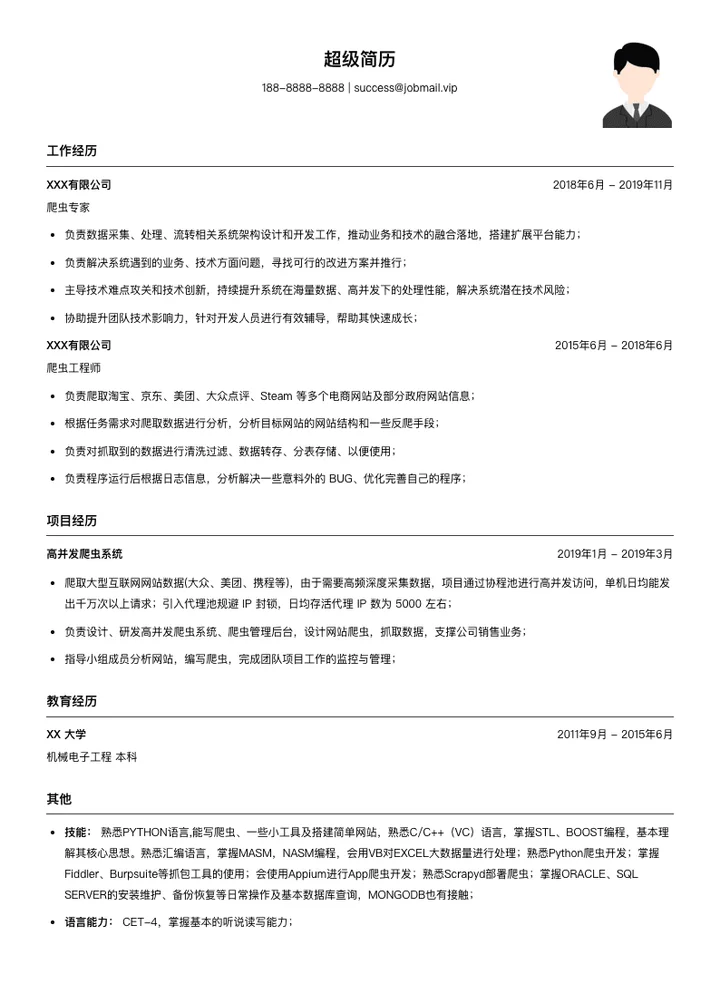 超级简历
188-8888-8888 | success@jobmail.vip
工作经历
XXX有限公司 2018年6月 - 2019年11月
爬虫专家
• 负责数据采集、处理、流转相关系统架构设计和开发工作，推动业务和技术的融合落地，搭建扩展平台能力；
• 负责解决系统遇到的业务、技术方面问题，寻找可行的改进方案并推行；
• 主导技术难点攻关和技术创新，持续提升系统在海量数据、高并发下的处理性能，解决系统潜在技术风险；
• 协助提升团队技术影响力，针对开发人员进行有效辅导，帮助其快速成长；
XXX有限公司 2015年6月 - 2018年6月
爬虫工程师
• 负责爬取淘宝、京东、美团、大众点评、Steam 等多个电商网站及部分政府网站信息；
• 根据任务需求对爬取数据进行分析，分析目标网站的网站结构和一些反爬手段；
• 负责对抓取到的数据进行清洗过滤、数据转存、分表存储、以便使用；
• 负责程序运行后根据日志信息，分析解决一些意料外的 BUG、优化完善自己的程序；
项目经历
高并发爬虫系统 2019年1月 - 2019年3月
• 爬取大型互联网网站数据(大众、美团、携程等)，由于需要高频深度采集数据，项目通过协程池进行高并发访问，单机日均能发
出千万次以上请求；引入代理池规避 IP 封锁，日均存活代理 IP 数为 5000 左右；
• 负责设计、研发高并发爬虫系统、爬虫管理后台，设计网站爬虫，抓取数据，支撑公司销售业务；
• 指导小组成员分析网站，编写爬虫，完成团队项目工作的监控与管理；
教育经历
XX 大学 2011年9月 - 2015年6月
机械电子工程 本科
其他
• 技能： 熟悉PYTHON语言,能写爬虫、一些小工具及搭建简单网站，熟悉C/C++（VC）语言，掌握STL、BOOST编程，基本理
解其核心思想。熟悉汇编语言，掌握MASM，NASM编程，会用VB对EXCEL大数据量进行处理；熟悉Python爬虫开发；掌握
Fiddler、Burpsuite等抓包工具的使用；会使用Appium进行App爬虫开发；熟悉Scrapyd部署爬虫；掌握ORACLE、SQL
SERVER的安装维护、备份恢复等日常操作及基本数据库查询，MONGODB也有接触；
• 语言能力： CET-4，掌握基本的听说读写能力；